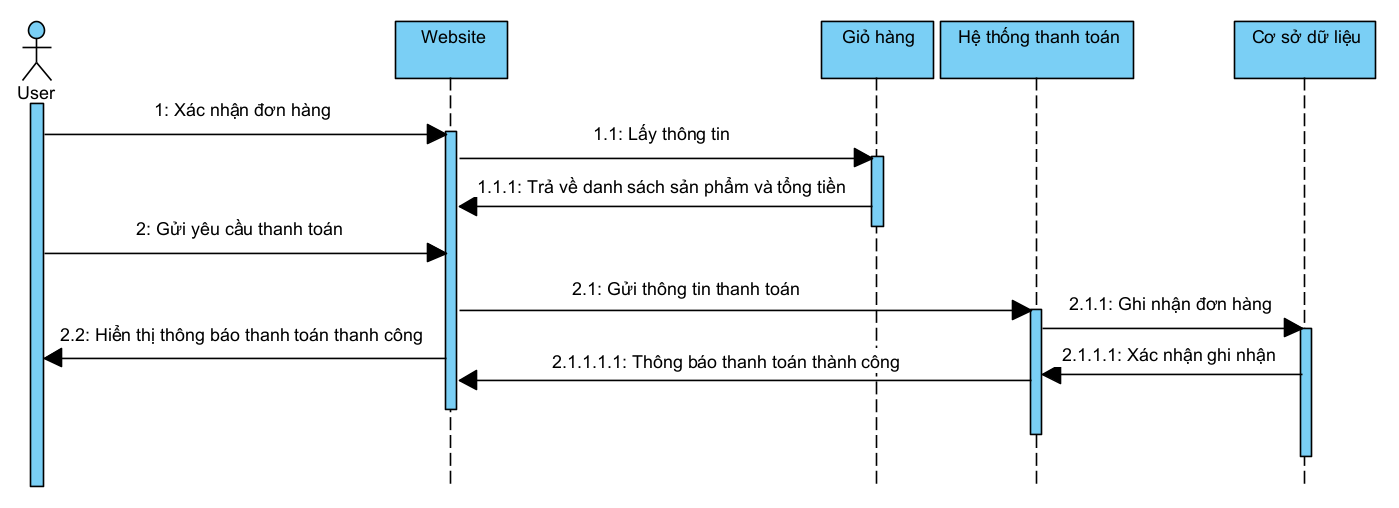 User
Website
Giỏ hàng
Hệ thống thanh toán
Cơ sở dữ liệu
1: Xác nhận đơn hàng
1.1: Lấy thông tin
1.1.1: Trả về danh sách sản phẩm và tổng tiền
2: Gửi yêu cầu thanh toán
2.1: Gửi thông tin thanh toán
2.1.1: Ghi nhận đơn hàng
2.2: Hiển thị thông báo thanh toán thanh công
2.1.1.1: Xác nhận ghi nhận
2.1.1.1.1: Thông báo thanh toán thành công